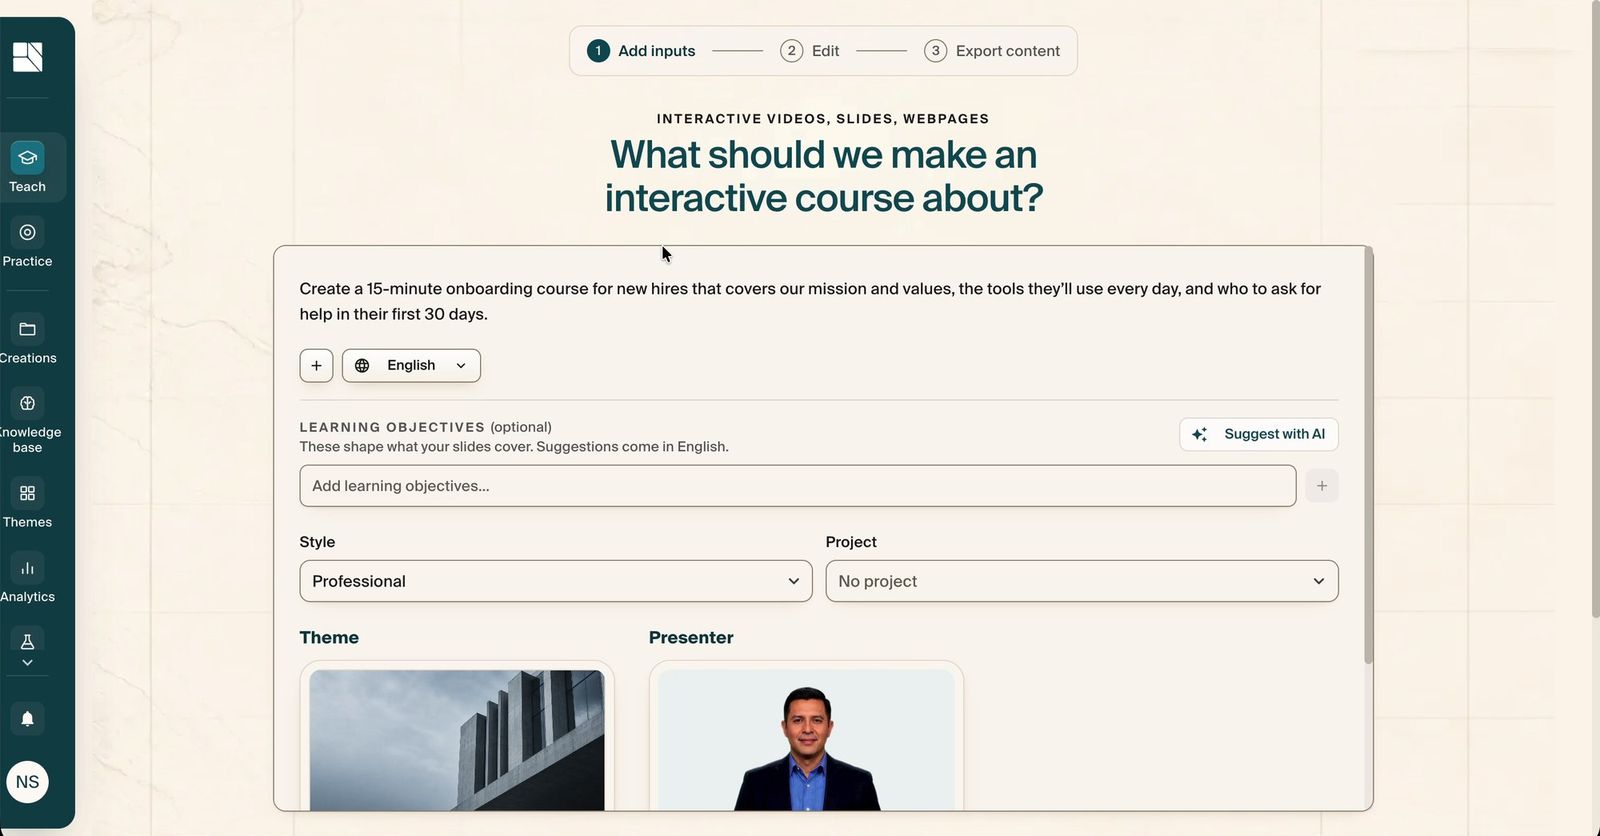 1 Add inputs 2 Edit 3 Export content
INTERACTIVE VIDEOS, SLIDES, WEBPAGES
What should we make an
interactive course about?
Teach
Practice
Creations
Knowledge
base
Themes
Analytics
NS
Create a 15-minute onboarding course for new hires that covers our mission and values, the tools they’ll use every day, and who to ask for
help in their first 30 days.
English
LEARNING OBJECTIVES (optional)
These shape what your slides cover. Suggestions come in English.
Suggest with AI
Add learning objectives...
Style Project
Professional No project
Theme Presenter